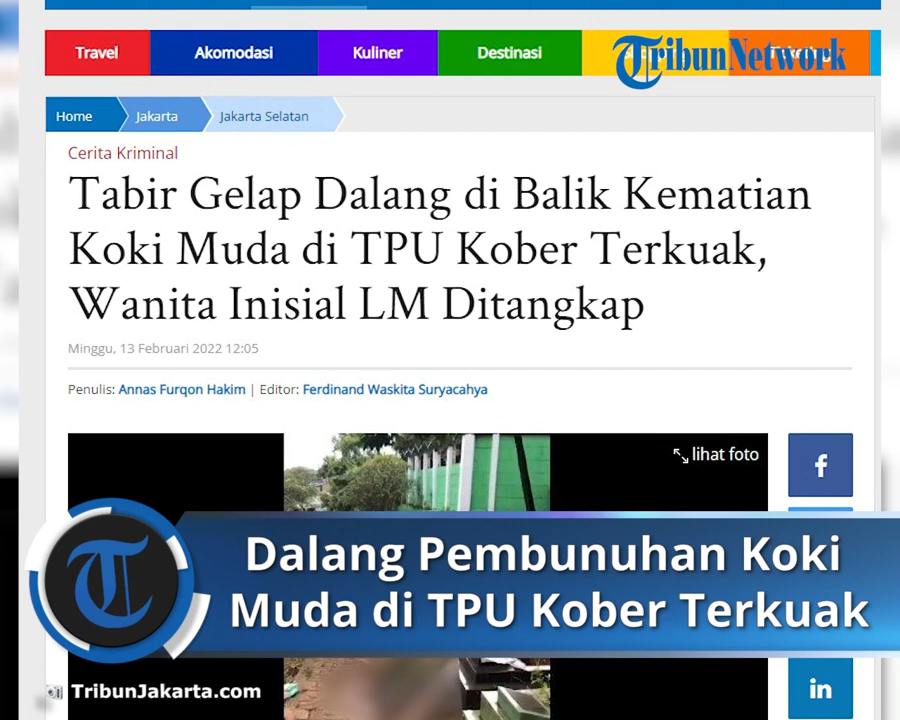 Travel
Akomodasi
Kuliner
Destinasi
TribunNetwork
Home
Jakarta
Jakarta Selatan
Cerita Kriminal
Tabir Gelap Dalang di Balik Kematian
Koki Muda di TPU Kober Terkuak,
Wanita Inisial LM Ditangkap
Minggu, 13 Februari 2022 12:05
Penulis: Annas Furqon Hakim | Editor: Ferdinand Waskita Suryacahya
lihat foto
f
Dalang Pembunuhan Koki
Muda di TPU Kober Terkuak
T
TribunJakarta.com
in